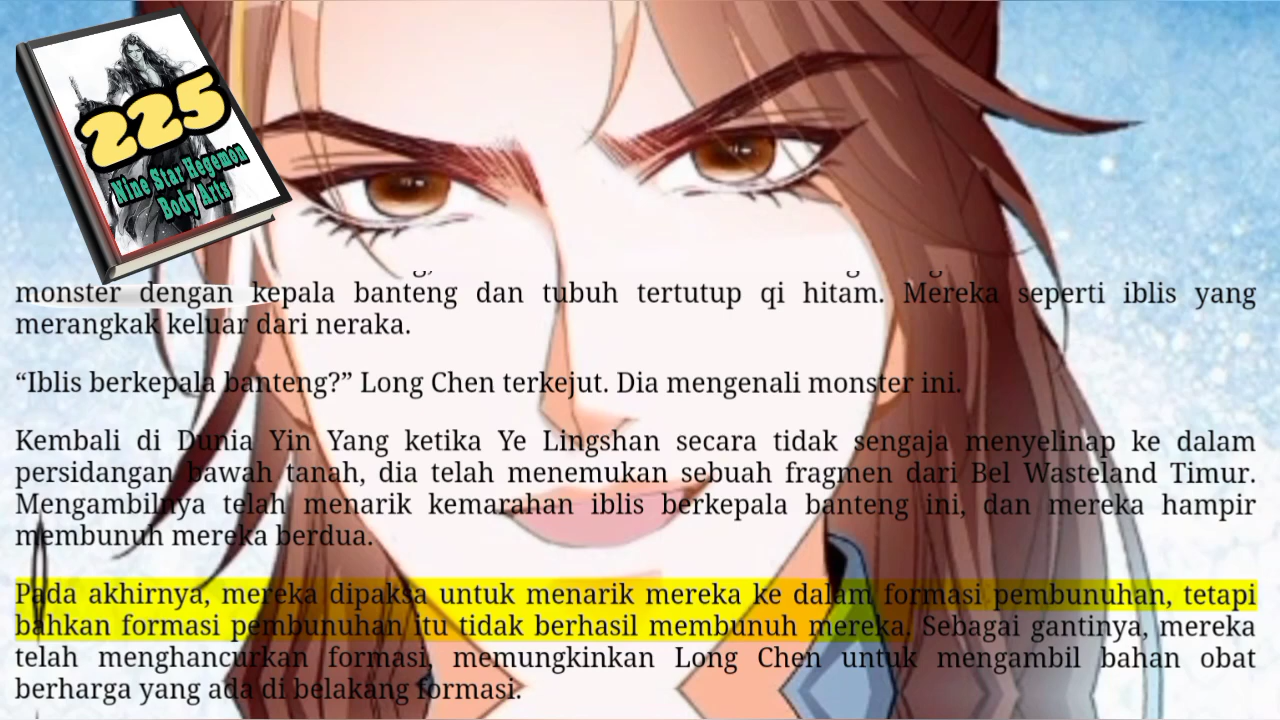 225
Nine Star Hegemon
Body Arts
monster dengan kepala banteng dan tubuh tertutup qi hitam. Mereka seperti iblis yang
merangkak keluar dari neraka.
“Iblis berkepala banteng?” Long Chen terkejut. Dia mengenali monster ini.
Kembali di Dunia Yin Yang ketika Ye Lingshan secara tidak sengaja menyelinap ke dalam
persidangan bawah tanah, dia telah menemukan sebuah fragmen dari Bel Wasteland Timur.
Mengambilnya telah menarik kemarahan iblis berkepala banteng ini, dan mereka hampir
membunuh mereka berdua.
Pada akhirnya, mereka dipaksa untuk menarik mereka ke dalam formasi pembunuhan, tetapi
bahkan formasi pembunuhan itu tidak berhasil membunuh mereka. Sebagai gantinya, mereka
telah menghancurkan formasi, memungkinkan Long Chen untuk mengambil bahan obat
berharga yang ada di belakang formasi.